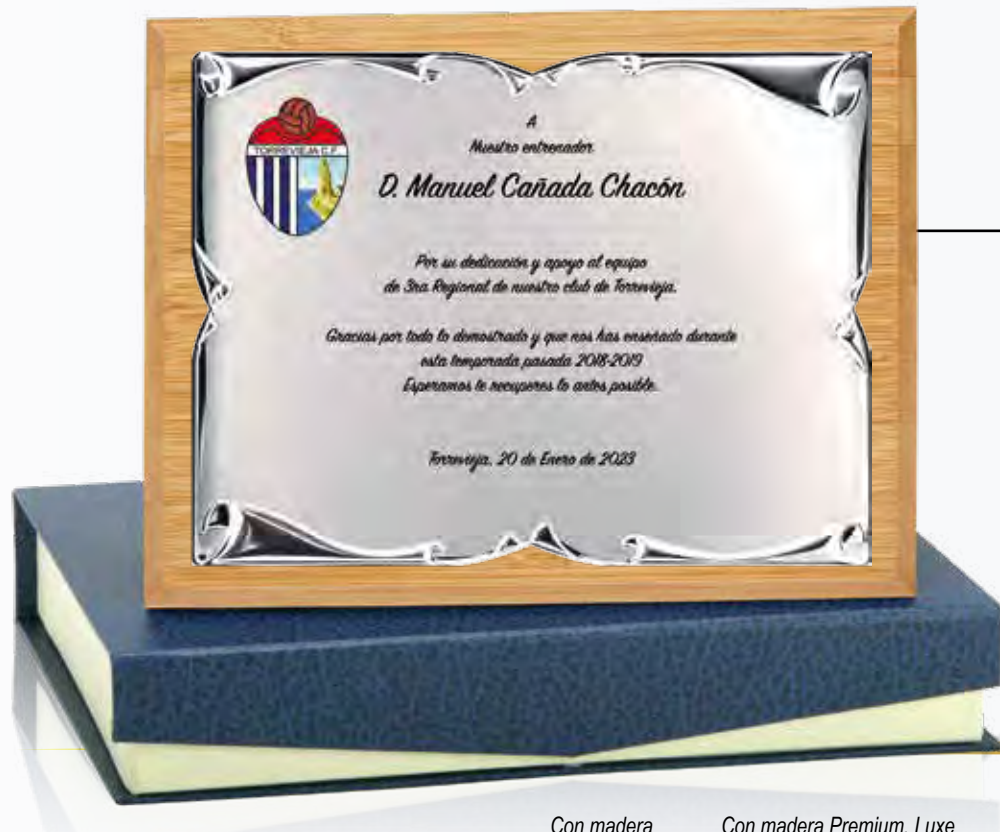 TORREVIEJA C.F.
A
Nuestro entrenador
D. Manuel Cañada Chacón
Por su dedicación y apoyo al equipo
de 3ra Regional de nuestro club de Torrevieja.
Gracias por todo lo demostrado y que nos has enseñado durante
esta temporada pasada 2018-2019
Esperamos te recuperes lo antes posible.
Torrevieja, 20 de Enero de 2023
Con madera Con madera Premium, Luxe